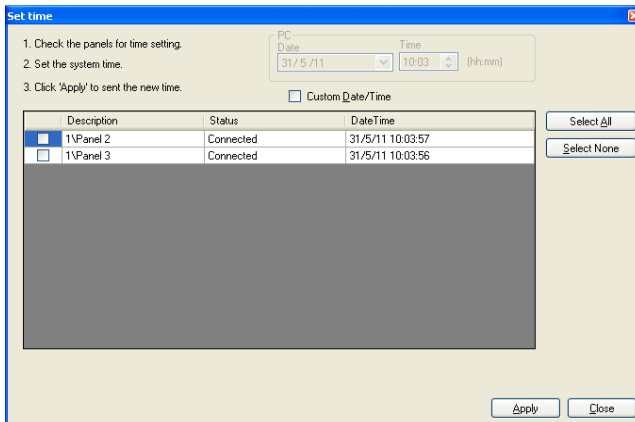 Set time
1. Check the panels for time setting.
2. Set the system time.
3. Click 'Apply' to sent the new time.
PC
Date Time
31/ 5 /11 10:03 (hh:mm)
Custom Date/Time
Description Status DateTime
1\Panel 2 Connected 31/5/11 10:03:57
1\Panel 3 Connected 31/5/11 10:03:56
Select All
Select None
Apply Close